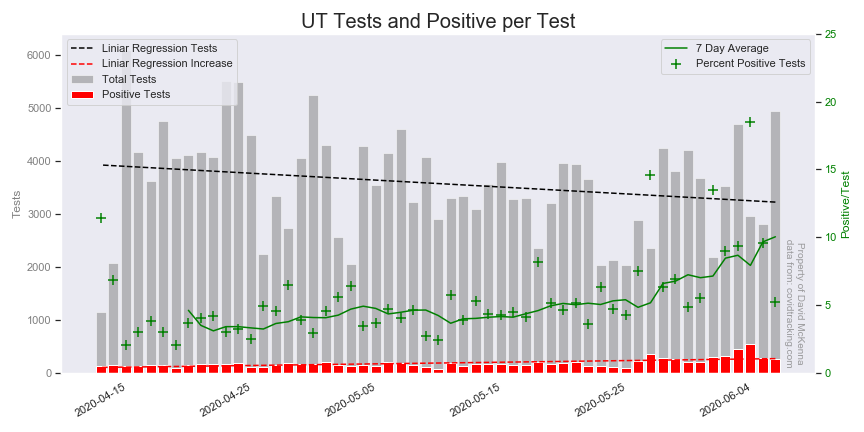 UT Tests and Positive per Test
Liniar Regression Tests
Liniar Regression Increase
Total Tests
Positive Tests
7 Day Average
Percent Positive Tests
6000
5000
4000
3000
2000
1000
0
Tests
25
20
15
10
5
0
Positive/Test
2020-04-15
2020-04-25
2020-05-05
2020-05-15
2020-05-25
2020-06-04
Property of David McKenna
data from: covidtracking.com